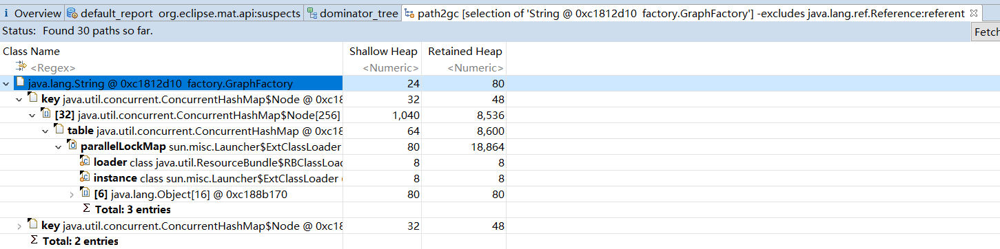 Overview default_report org.eclipse.mat.api:suspects dominator_tree path2gc [selection of 'String @ 0xc1812d10 factory.GraphFactory'] -excludes java.lang.ref.Reference:referent
Status: Found 30 paths so far. Fetch
Class Name Shallow Heap Retained Heap
<Regex> <Numeric> <Numeric>
java.lang.String @ 0xc1812d10 factory.GraphFactory 24 80
key java.util.concurrent.ConcurrentHashMap$Node @ 0xc18 32 48
[32] java.util.concurrent.ConcurrentHashMap$Node[256] 1,040 8,536
table java.util.concurrent.ConcurrentHashMap @ 0xc18 64 8,600
parallelLockMap sun.misc.Launcher$ExtClassLoader 80 18,864
loader class java.util.ResourceBundle$RBClassLoa 8 8
instance class sun.misc.Launcher$ExtClassLoader 8 8
[6] java.lang.Object[16] @ 0xc188b170 80 80
Σ Total: 3 entries
key java.util.concurrent.ConcurrentHashMap$Node @ 0xc18 32 48
Σ Total: 2 entries